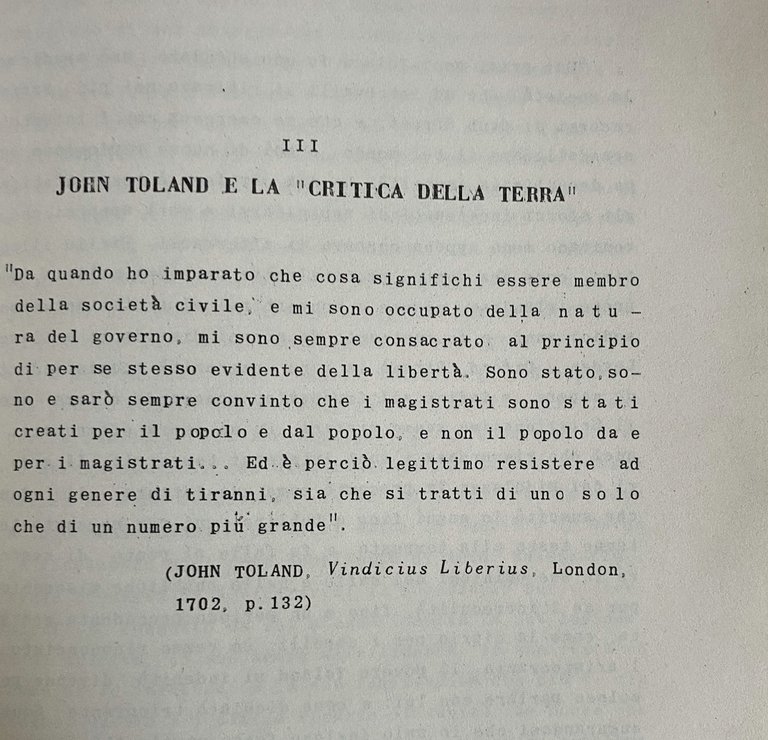 III
JOHN TOLAND E LA "CRITICA DELLA TERRA"
"Da quando ho imparato che cosa significhi essere membro
della società civile, e mi sono occupato della natu-
ra del governo, mi sono sempre consacrato al principio
di per se stesso evidente della libertà. Sono stato, so-
no e sarò sempre convinto che i magistrati sono stati
creati per il popolo e dal popolo, e non il popolo da e
per i magistrati... Ed è perciò legittimo resistere ad
ogni genere di tiranni, sia che si tratti di uno solo
che di un numero più grande".
(JOHN TOLAND, Vindicius Liberius, London,
1702, p.132)